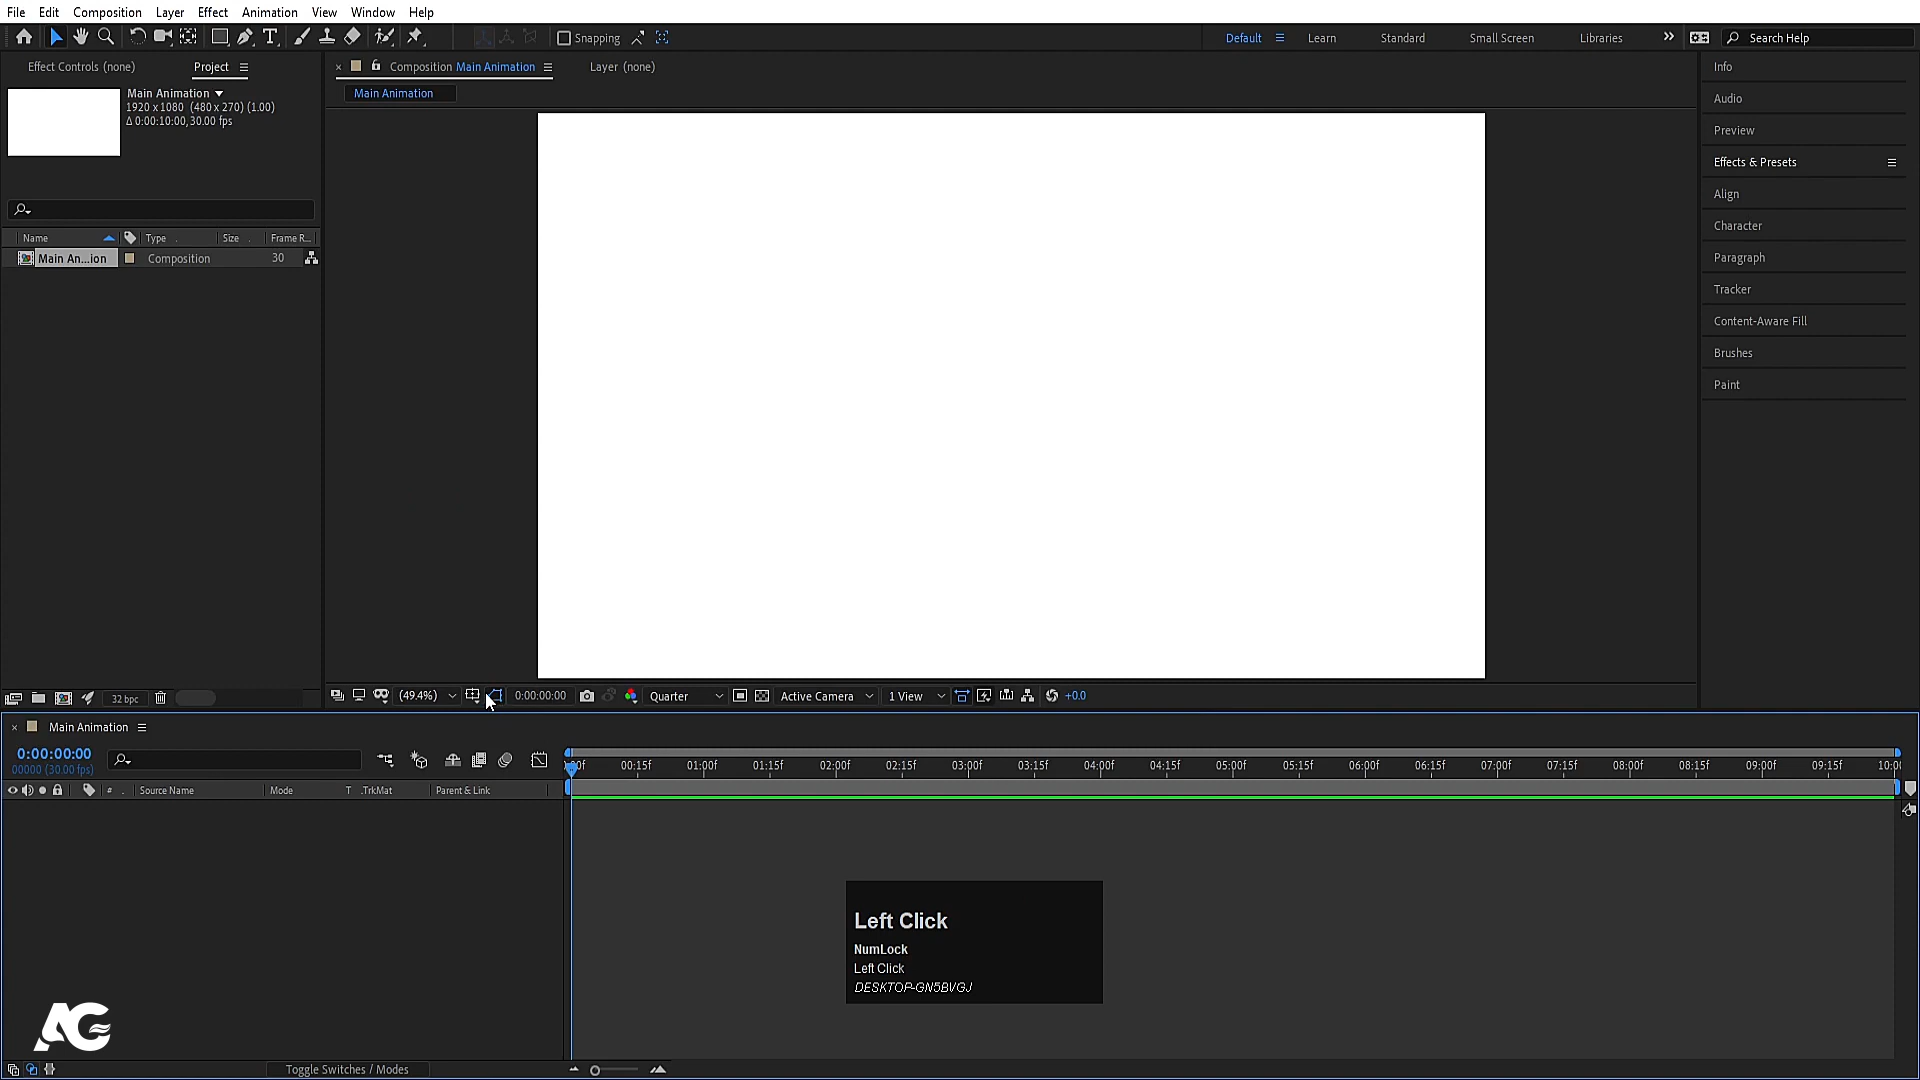 File Edit Composition Layer Effect Animation View Window Help
Snapping
Default Learn Standard Small Screen Libraries Search Help
Effect Controls (none) Project
Main Animation
1920 x 1080 (480 x 270) (1.00)
Δ 0:00:10:00, 30.00 fps
Name Type Size Frame R...
Main An...ion Composition 30
32 bpc
Composition Main Animation Layer (none)
Main Animation
(49.4%) 0:00:00:00 Quarter Active Camera 1 View +0.0
Info
Audio
Preview
Effects & Presets
Align
Character
Paragraph
Tracker
Content-Aware Fill
Brushes
Paint
Main Animation
0:00:00:00
00000 (30.00 fps)
# Source Name Mode T .TrkMat Parent & Link
00:15f 01:00f 01:15f 02:00f 02:15f 03:00f 03:15f 04:00f 04:15f 05:00f 05:15f 06:00f 06:15f 07:00f 07:15f 08:00f 08:15f 09:00f 09:15f 10:0
Left Click
NumLock
Left Click
DESKTOP-GN5BVGJ
AG
Toggle Switches / Modes